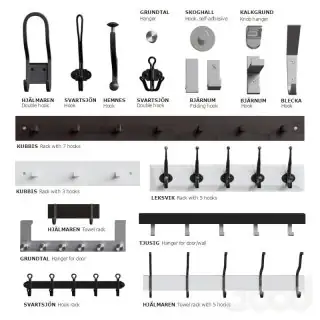 GRUNDTAL
Hanger
SKOGHALL
Hook, self-adhesive
KALKGRUND
Knob/hanger
HJÄLMAREN
Double hook
SVARTSJÖN
Hook
HEMNES
Hook
SVARTSJÖN
Double hook
BJÄRNUM
Folding hook
BJÄRNUM
Hook
BLECKA
Hook
KUBBIS Rack with 7 hooks
KUBBIS Rack with 3 hooks
LEKSVIK Rack with 5 hooks
HJÄLMAREN Towel rack
GRUNDTAL Hanger for door
TJUSIG Hanger for door/wall
SVARTSJÖN Hook rack
HJÄLMAREN Towel rack with 5 hooks